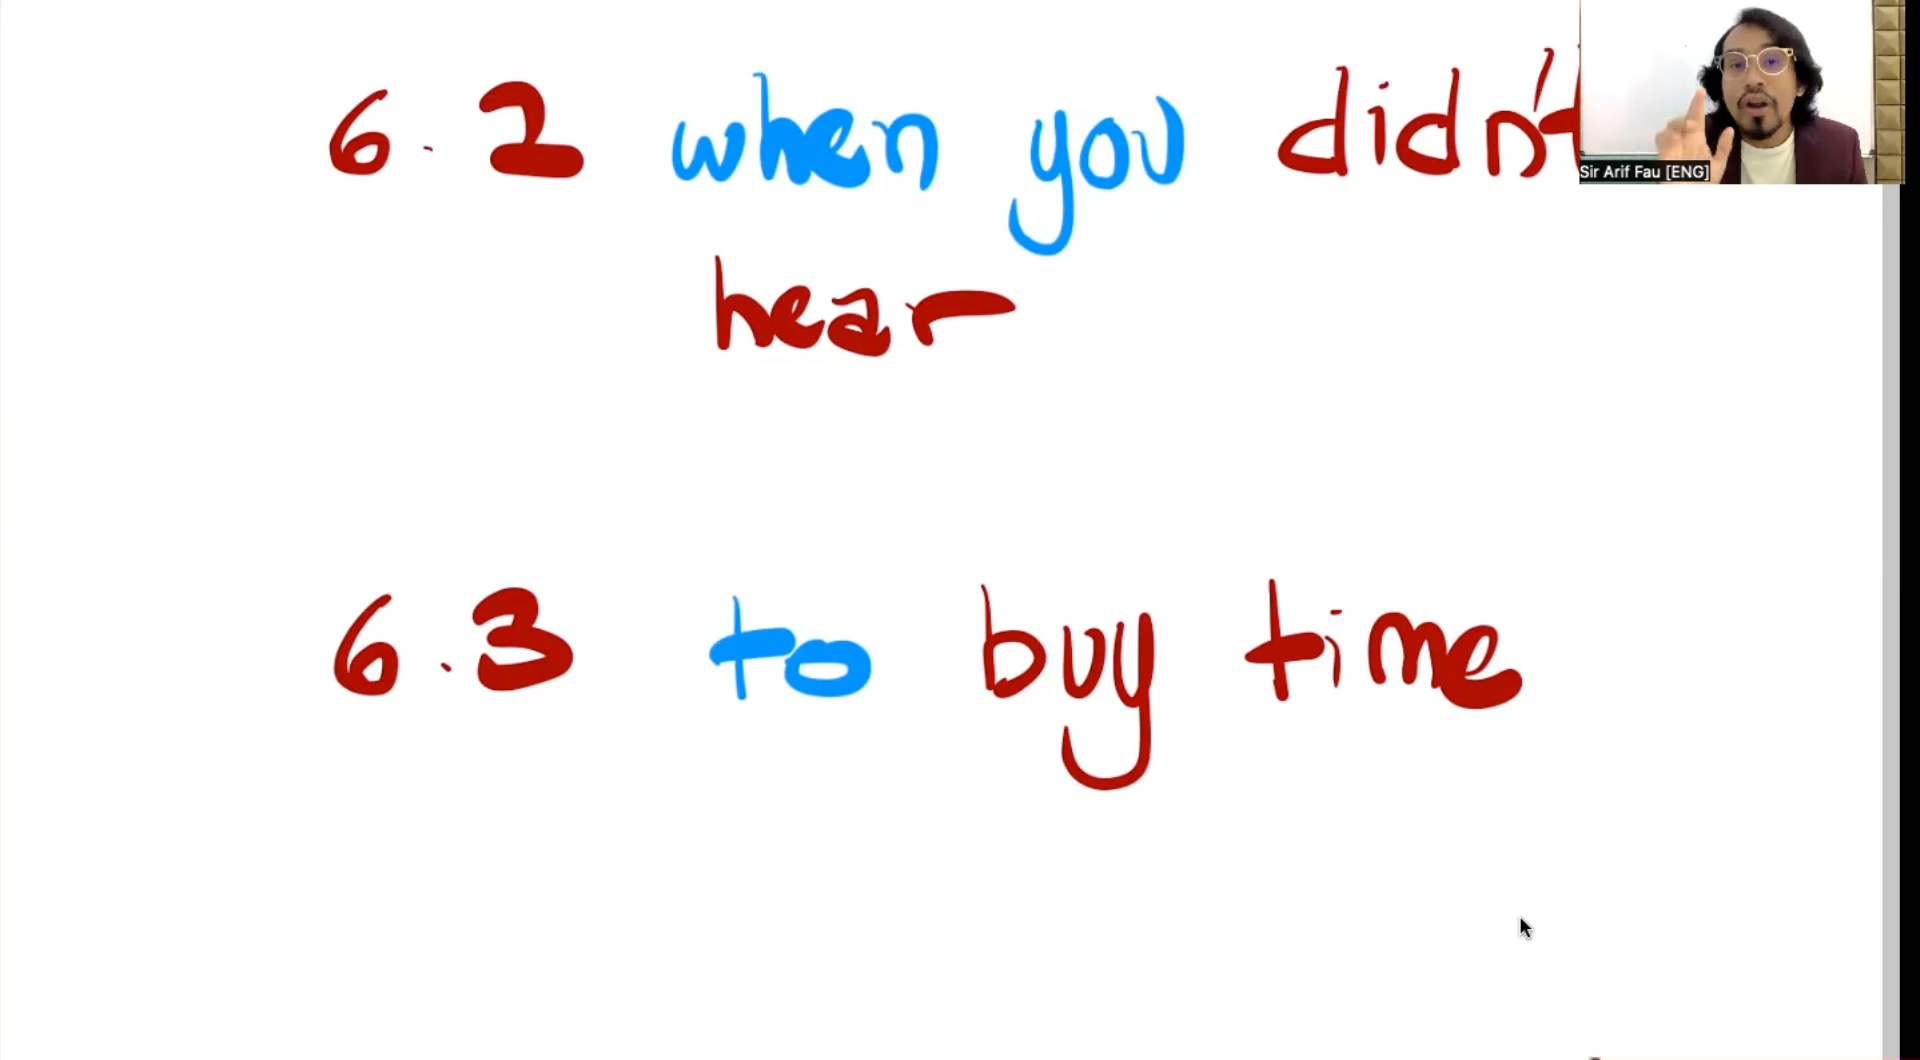 6.2 when you didn't
hear
6.3 to buy time
Sir Arif Fau [ENG]